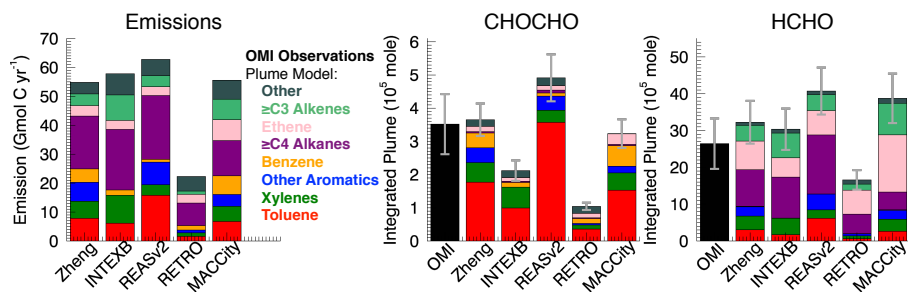 Emissions
Emission (Gmol C yr⁻¹)
70
60
50
40
30
20
10
0
Zheng
INTEXB
REASv2
RETRO
MACCity
OMI Observations
Plume Model:
Other
≥C3 Alkenes
Ethene
≥C4 Alkanes
Benzene
Other Aromatics
Xylenes
Toluene
CHOCHO
Integrated Plume (10⁵ mole)
6
5
4
3
2
1
0
OMI
Zheng
INTEXB
REASv2
RETRO
MACCity
HCHO
Integrated Plume (10⁵ mole)
50
40
30
20
10
0
OMI
Zheng
INTEXB
REASv2
RETRO
MACCity